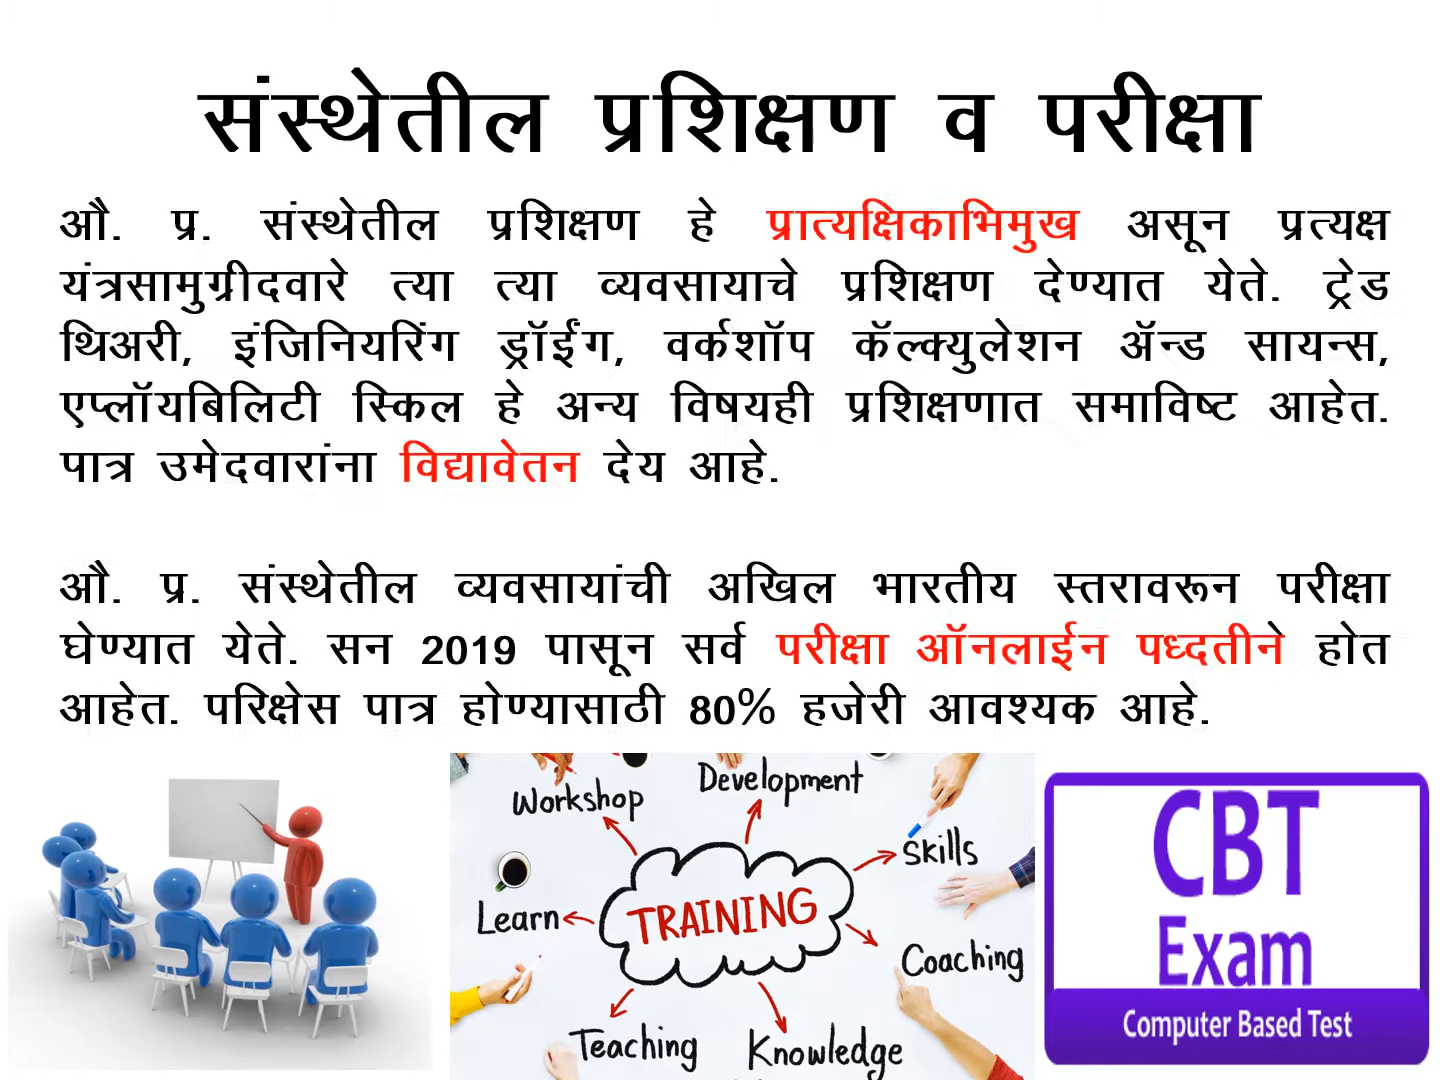 संस्थेतील प्रशिक्षण व परीक्षा
औ. प्र. संस्थेतील प्रशिक्षण हे प्रात्यक्षिकाभिमुख असून प्रत्यक्ष
यंत्रसामुग्रीदवारे त्या त्या व्यवसायाचे प्रशिक्षण देण्यात येते. ट्रेड
थिअरी, इंजिनियरिंग ड्रॉईंग, वर्कशॉप कॅल्क्युलेशन ॲन्ड सायन्स,
एप्लॉयबिलिटी स्किल हे अन्य विषयही प्रशिक्षणात समाविष्ट आहेत.
पात्र उमेदवारांना विद्यावेतन देय आहे.
औ. प्र. संस्थेतील व्यवसायांची अखिल भारतीय स्तरावरून परीक्षा
घेण्यात येते. सन 2019 पासून सर्व परीक्षा ऑनलाईन पध्दतीने होत
आहेत. परिक्षेस पात्र होण्यासाठी 80% हजेरी आवश्यक आहे.
Workshop
Development
Skills
Learn
TRAINING
Coaching
Teaching
Knowledge
CBT
Exam
Computer Based Test